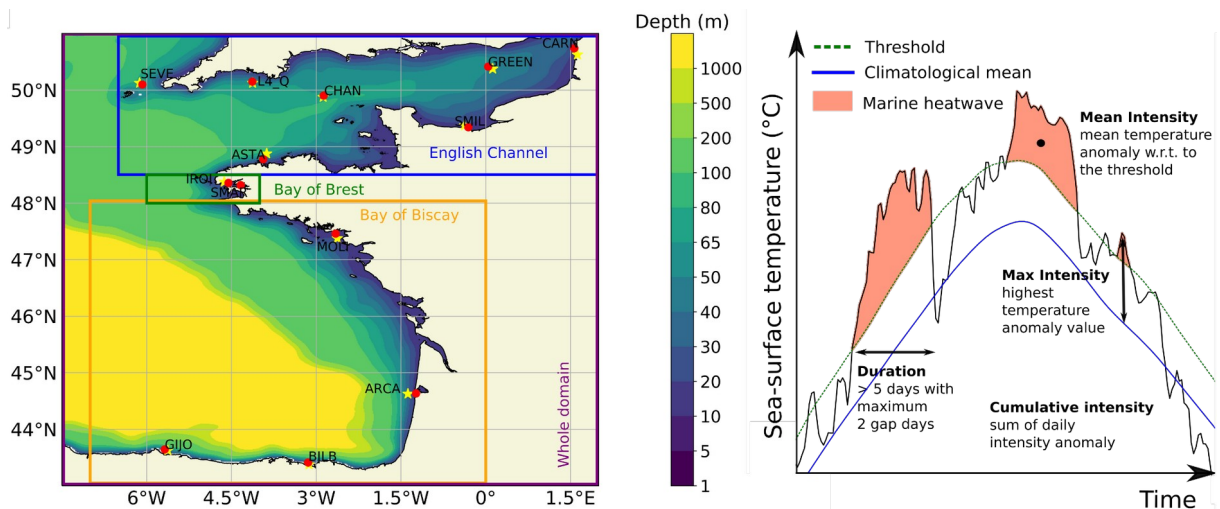 Depth (m)
1000
500
200
100
80
65
50
40
30
20
10
5
1
50°N
49°N
48°N
47°N
46°N
45°N
44°N
6°W
4.5°W
3°W
1.5°W
0°
1.5°E
CARN
SEVE
L4_Q
GREEN
CHAN
SMIL
ASTA
English Channel
IROI
SMAR
Bay of Brest
Bay of Biscay
MOLI
ARCA
GIJO
BILB
Whole domain
Sea-surface temperature (°C)
Threshold
Climatological mean
Marine heatwave
Mean Intensity
mean temperature
anomaly w.r.t. to
the threshold
Max Intensity
highest
temperature
anomaly value
Duration
> 5 days with
maximum
2 gap days
Cumulative intensity
sum of daily
intensity anomaly
Time